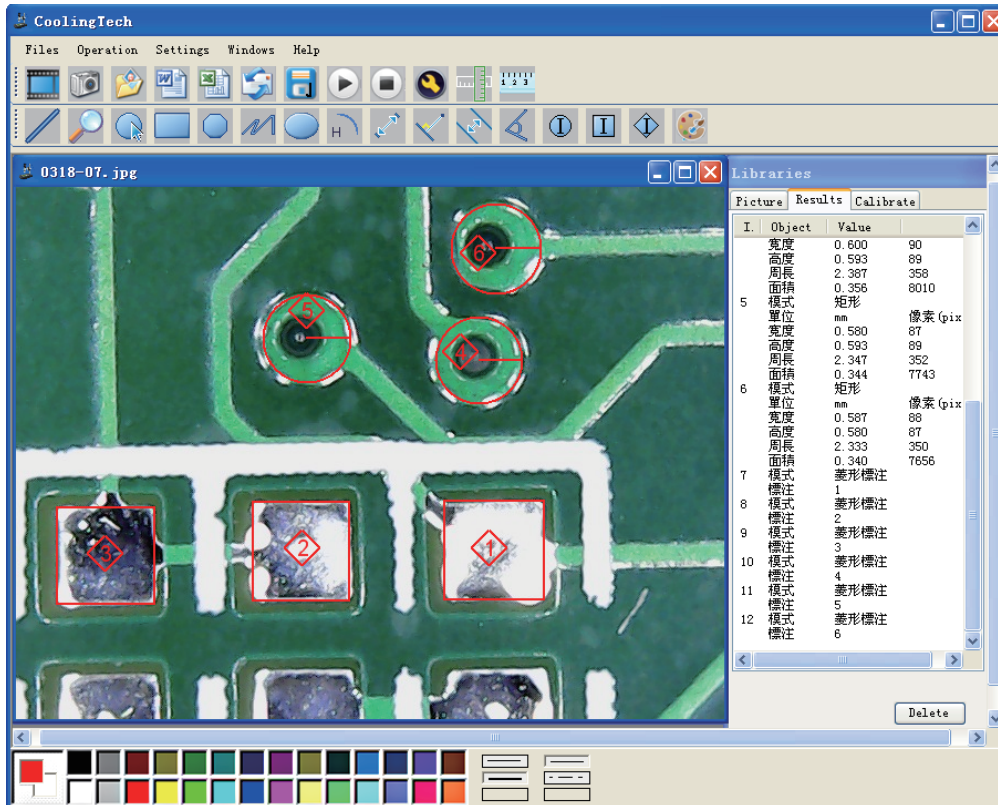 CoolingTech
Files Operation Settings Windows Help
1 2 3
H
0318-07.jpg
6
5
4
3
2
1
Libraries
Picture Results Calibrate
I. Object Value
寬度 0.600 90
高度 0.593 89
周長 2.387 358
面積 0.356 8010
5 模式 矩形
單位 mm 像素(pix
寬度 0.580 87
高度 0.593 89
周長 2.347 352
面積 0.344 7743
6 模式 矩形
單位 mm 像素(pix
寬度 0.587 88
高度 0.580 87
周長 2.333 350
面積 0.340 7656
7 模式 菱形標注
標注 1
8 模式 菱形標注
標注 2
9 模式 菱形標注
標注 3
10 模式 菱形標注
標注 4
11 模式 菱形標注
標注 5
12 模式 菱形標注
標注 6
Delete